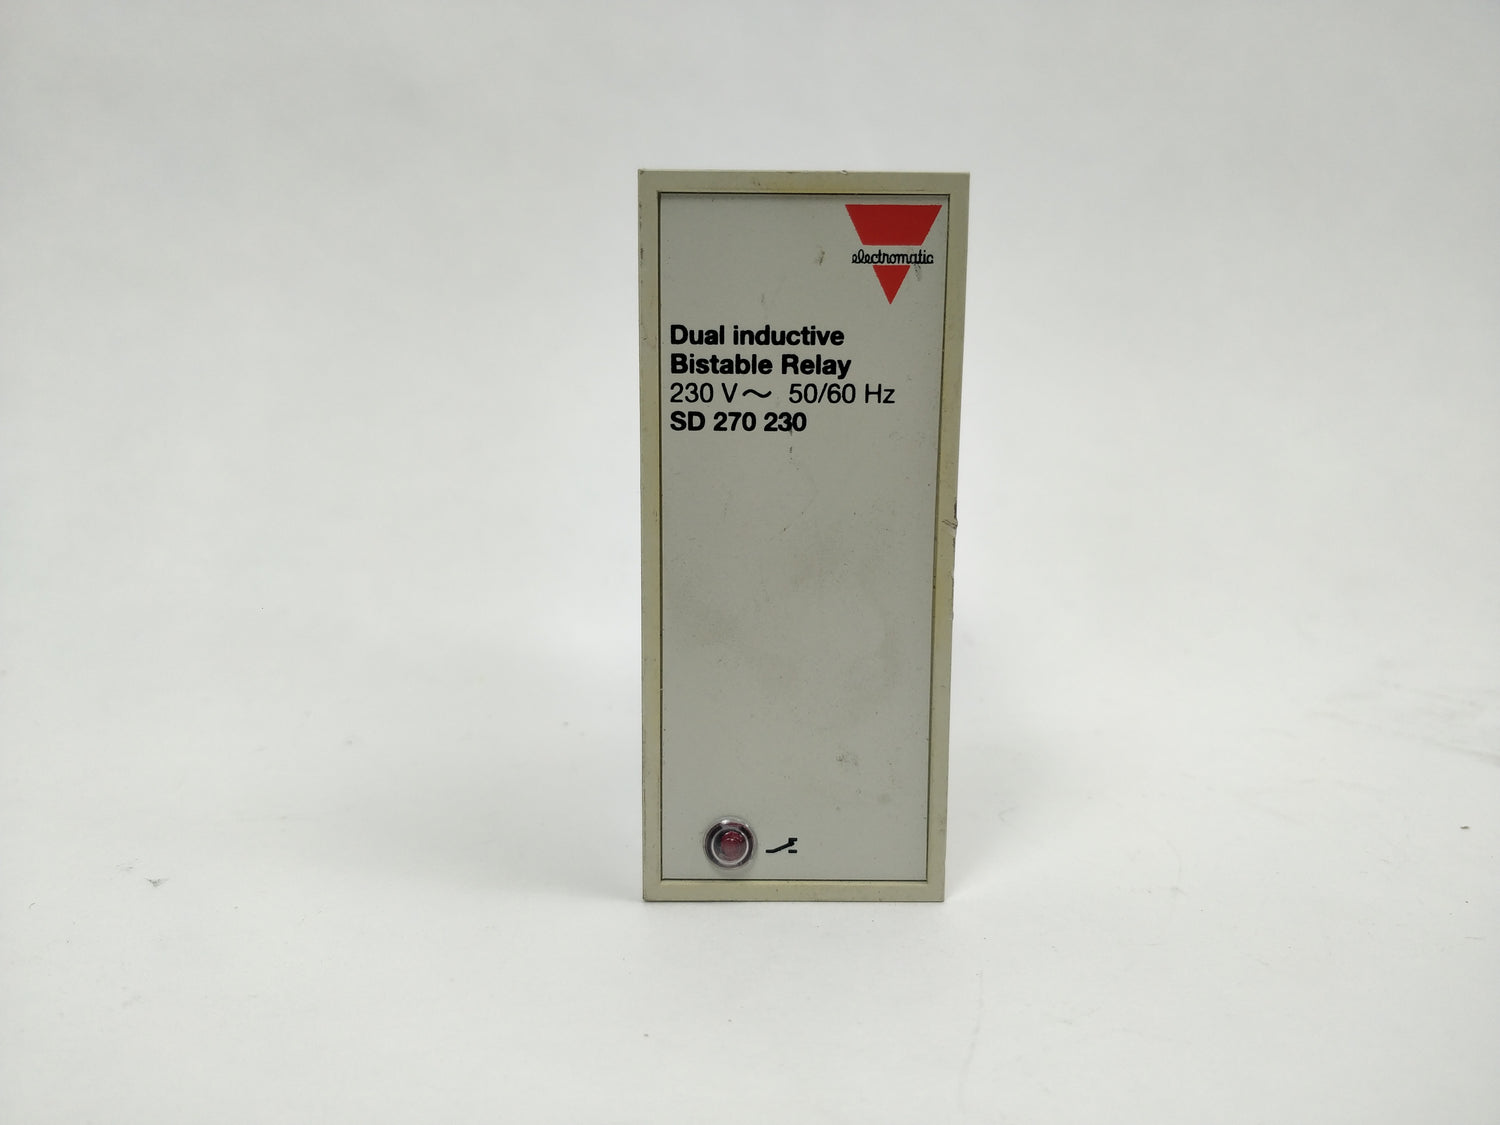 electromatic
Dual inductive
Bistable Relay
230 V~ 50/60 Hz
SD 270 230